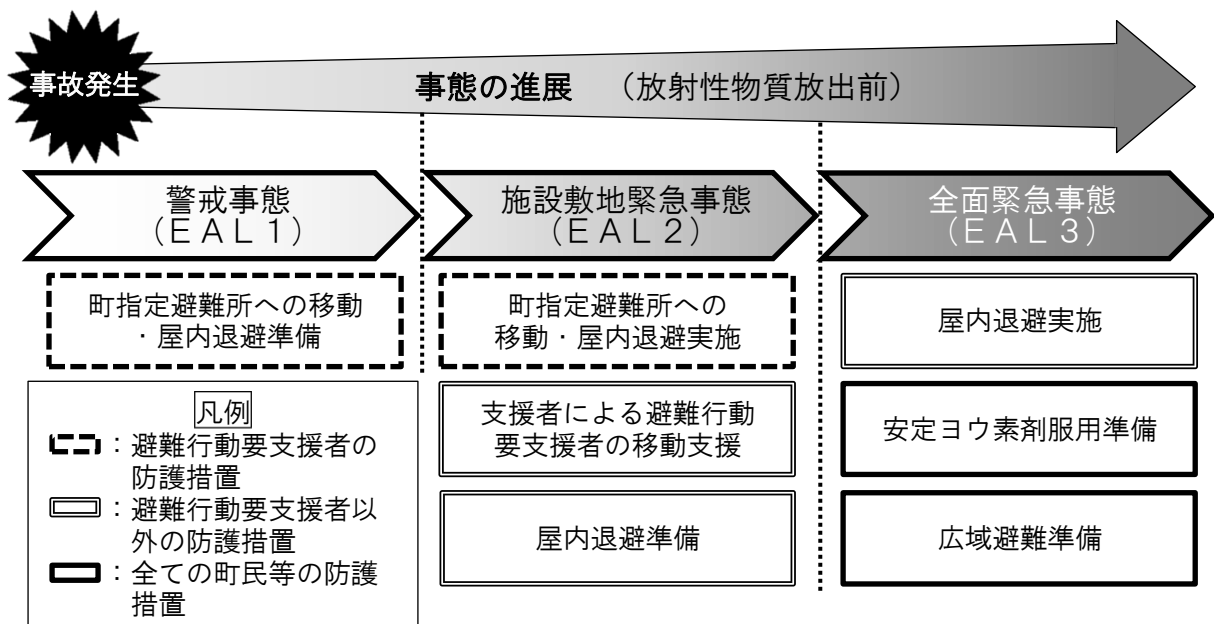 事故発生
事態の進展 (放射性物質放出前)
警戒事態
(EAL1)
施設敷地緊急事態
(EAL2)
全面緊急事態
(EAL3)
町指定避難所への移動
・屋内退避準備
町指定避難所への
移動・屋内退避実施
屋内退避実施
支援者による避難行動
要支援者の移動支援
安定ヨウ素剤服用準備
屋内退避準備
広域避難準備
凡例
:避難行動要支援者の
防護措置
:避難行動要支援者以
外の防護措置
:全ての町民等の防護
措置